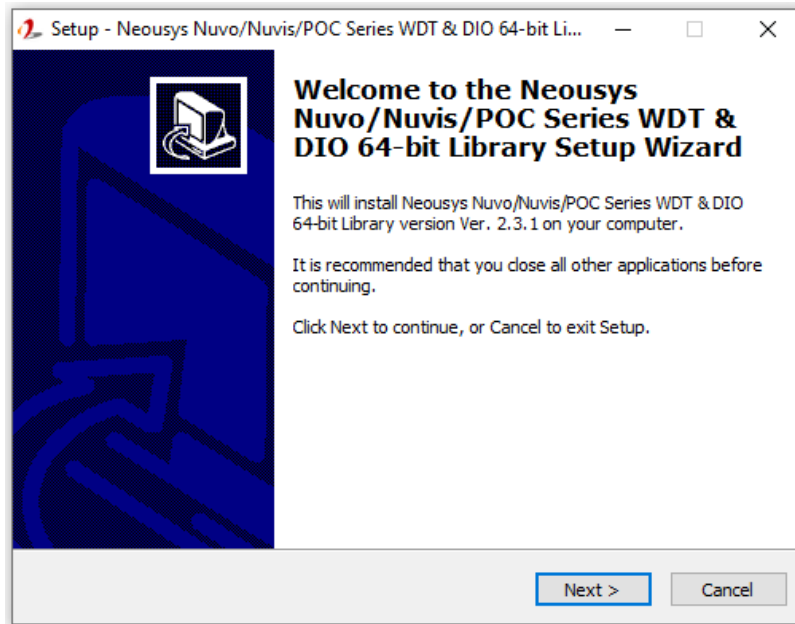 Setup - Neousys Nuvo/Nuvis/POC Series WDT & DIO 64-bit Li...
Welcome to the Neousys
Nuvo/Nuvis/POC Series WDT &
DIO 64-bit Library Setup Wizard
This will install Neousys Nuvo/Nuvis/POC Series WDT & DIO
64-bit Library version Ver. 2.3.1 on your computer.
It is recommended that you close all other applications before
continuing.
Click Next to continue, or Cancel to exit Setup.
Next >
Cancel